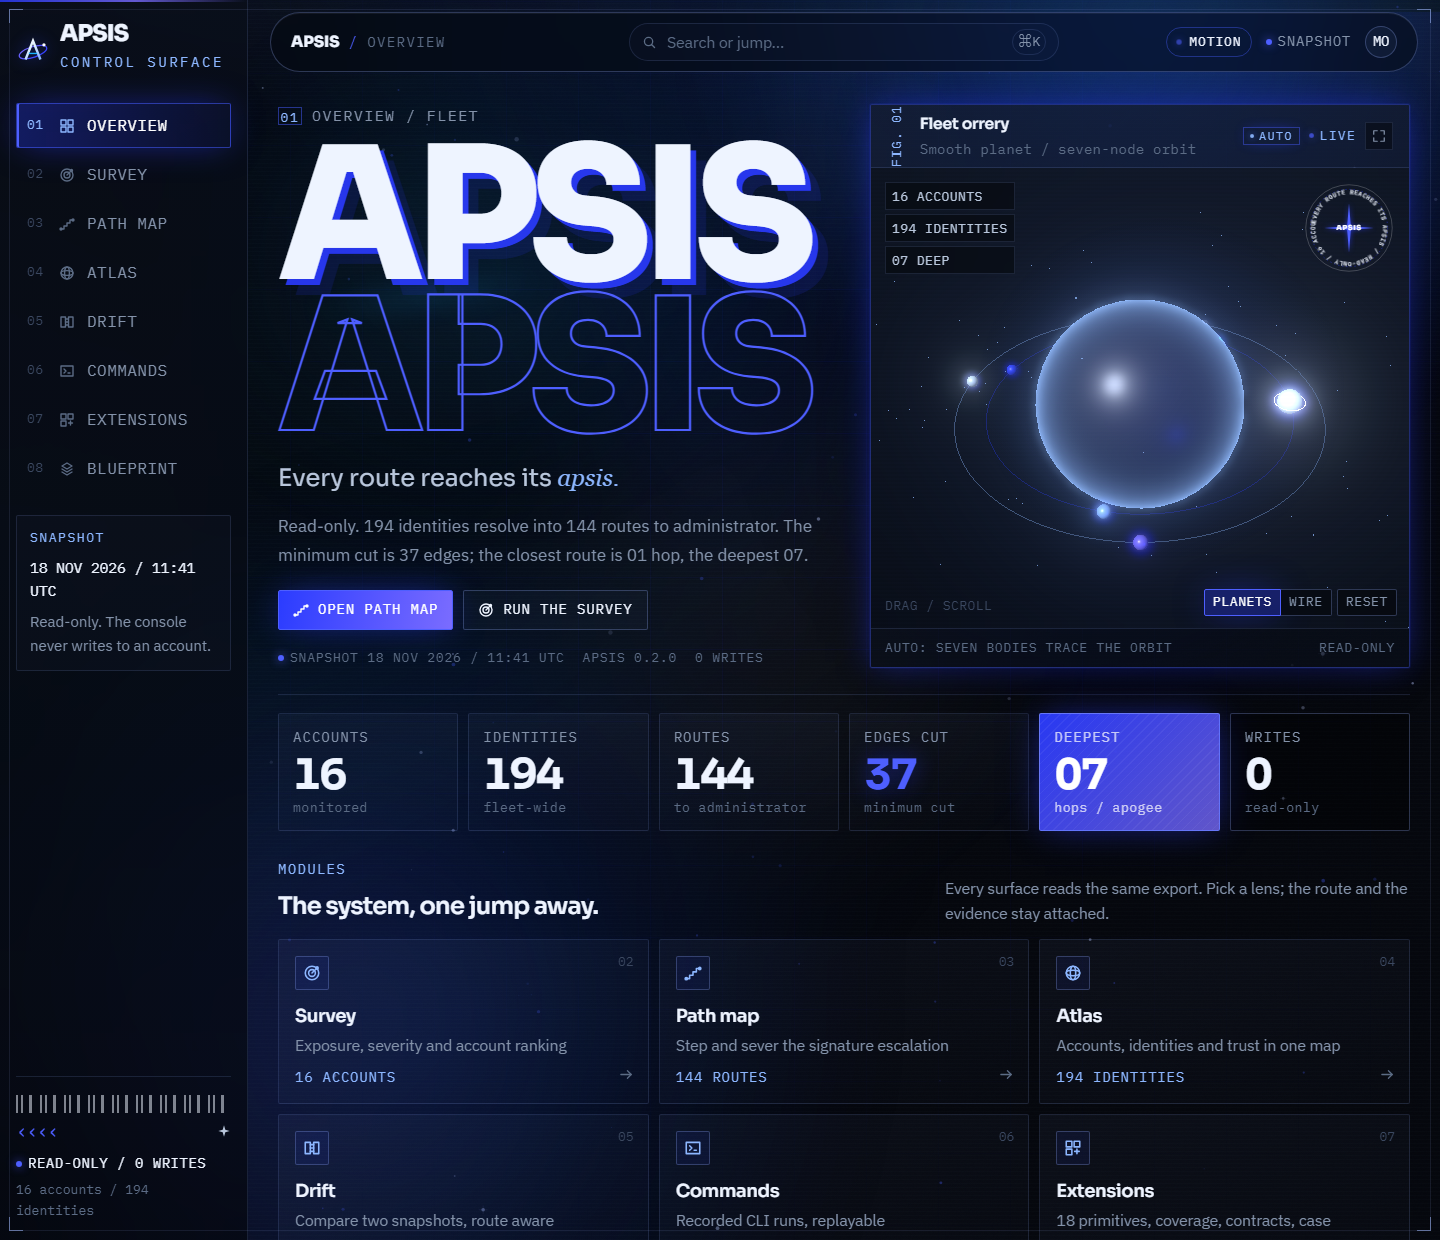 APSIS
CONTROL SURFACE
01 OVERVIEW
02 SURVEY
03 PATH MAP
04 ATLAS
05 DRIFT
06 COMMANDS
07 EXTENSIONS
08 BLUEPRINT
SNAPSHOT
18 NOV 2026 / 11:41
UTC
Read-only. The console
never writes to an account.
READ-ONLY / 0 WRITES
16 accounts / 194
identities
APSIS / OVERVIEW
Search or jump...
⌘K
MOTION
SNAPSHOT
MO
01 OVERVIEW / FLEET
APSIS
APSIS
Every route reaches its apsis.
Read-only. 194 identities resolve into 144 routes to administrator. The
minimum cut is 37 edges; the closest route is 01 hop, the deepest 07.
OPEN PATH MAP
RUN THE SURVEY
SNAPSHOT 18 NOV 2026 / 11:41 UTC APSIS 0.2.0 0 WRITES
FIG. 01
Fleet orrery
Smooth planet / seven-node orbit
AUTO
LIVE
16 ACCOUNTS
194 IDENTITIES
07 DEEP
EVERY ROUTE REACHES ITS APSIS / READ-ONLY /
APSIS
DRAG / SCROLL
PLANETS
WIRE
RESET
AUTO: SEVEN BODIES TRACE THE ORBIT
READ-ONLY
ACCOUNTS
16
monitored
IDENTITIES
194
fleet-wide
ROUTES
144
to administrator
EDGES CUT
37
minimum cut
DEEPEST
07
hops / apogee
WRITES
0
read-only
MODULES
The system, one jump away.
Every surface reads the same export. Pick a lens; the route and the
evidence stay attached.
02
Survey
Exposure, severity and account ranking
16 ACCOUNTS
03
Path map
Step and sever the signature escalation
144 ROUTES
04
Atlas
Accounts, identities and trust in one map
194 IDENTITIES
05
Drift
Compare two snapshots, route aware
06
Commands
Recorded CLI runs, replayable
07
Extensions
18 primitives, coverage, contracts, case